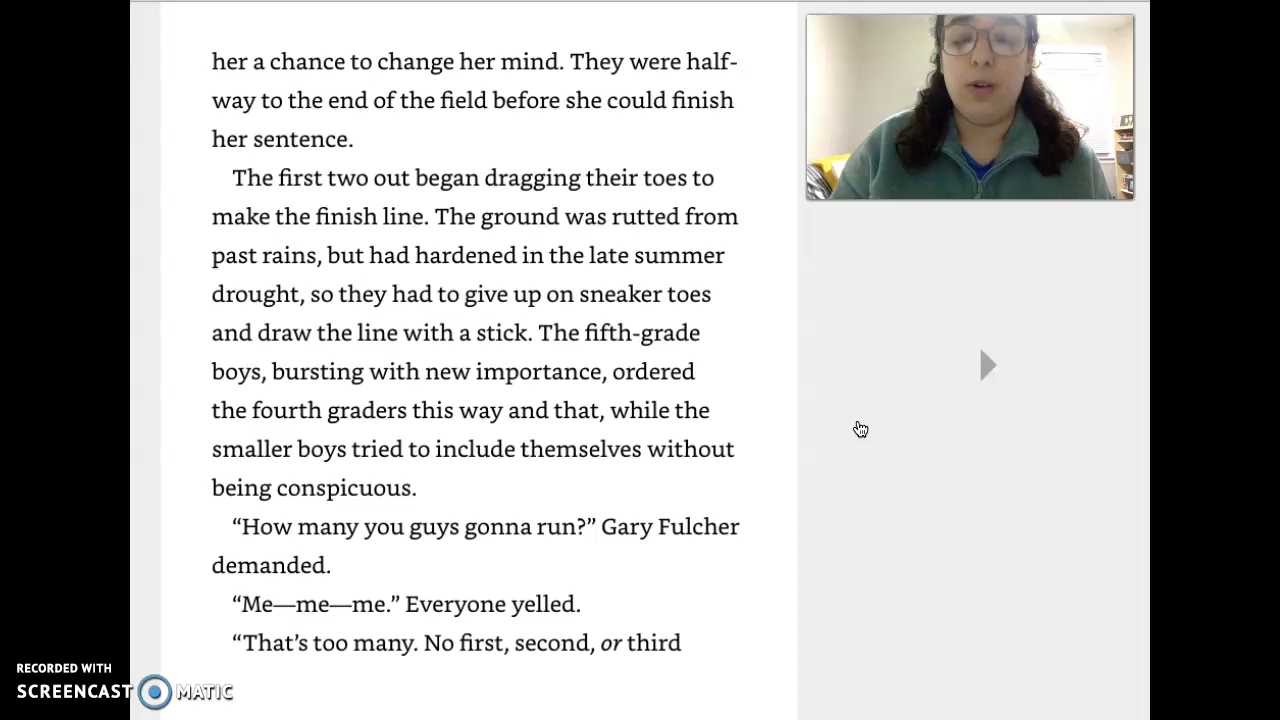 her a chance to change her mind. They were half-
way to the end of the field before she could finish
her sentence.
The first two out began dragging their toes to
make the finish line. The ground was rutted from
past rains, but had hardened in the late summer
drought, so they had to give up on sneaker toes
and draw the line with a stick. The fifth-grade
boys, bursting with new importance, ordered
the fourth graders this way and that, while the
smaller boys tried to include themselves without
being conspicuous.
“How many you guys gonna run?” Gary Fulcher
demanded.
“Me—me—me.” Everyone yelled.
“That’s too many. No first, second, or third
RECORDED WITH
SCREENCAST MATIC